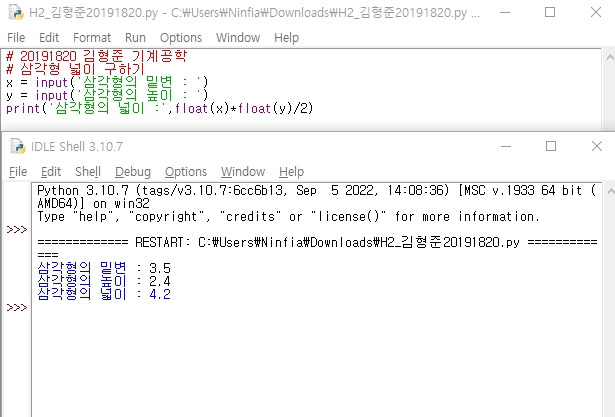 H2_김형준20191820.py - C:₩Users₩Ninfia₩Downloads₩H2_김형준20191820.py ...
File Edit Format Run Options Window Help
# 20191820 김형준 기계공학
# 삼각형 넓이 구하기
x = input('삼각형의 밑변 : ')
y = input('삼각형의 높이 : ')
print('삼각형의 넓이 :',float(x)*float(y)/2)
IDLE Shell 3.10.7
File Edit Shell Debug Options Window Help
Python 3.10.7 (tags/v3.10.7:6cc6b13, Sep 5 2022, 14:08:36) [MSC v.1933 64 bit (
AMD64)] on win32
Type "help", "copyright", "credits" or "license()" for more information.
>>>
============= RESTART: C:₩Users₩Ninfia₩Downloads₩H2_김형준20191820.py ==========
===
삼각형의 밑변 : 3.5
삼각형의 높이 : 2.4
삼각형의 넓이 : 4.2
>>>